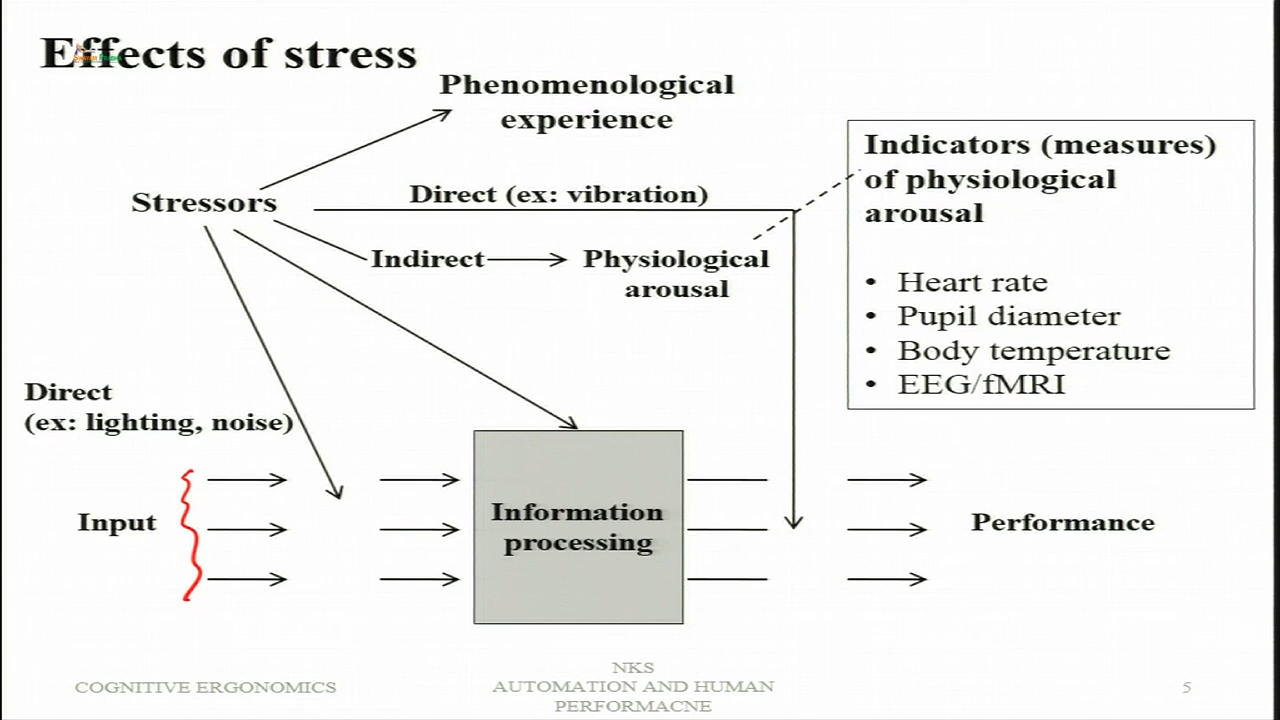 Effects of stress
Phenomenological
experience
Stressors
Direct (ex: vibration)
Indirect
Physiological
arousal
Indicators (measures)
of physiological
arousal
• Heart rate
• Pupil diameter
• Body temperature
• EEG/fMRI
Direct
(ex: lighting, noise)
Input
Information
processing
Performance
COGNITIVE ERGONOMICS
NKS
AUTOMATION AND HUMAN
PERFORMACNE
5